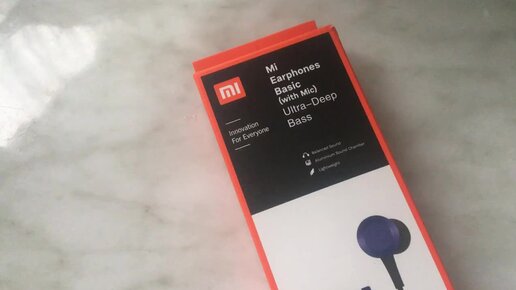 mi
Innovation
For Everyone
Mi
Earphones
Basic
(with Mic)
Ultra-Deep
Bass
Balanced Sound
Aluminium Sound Chamber
Lightweight